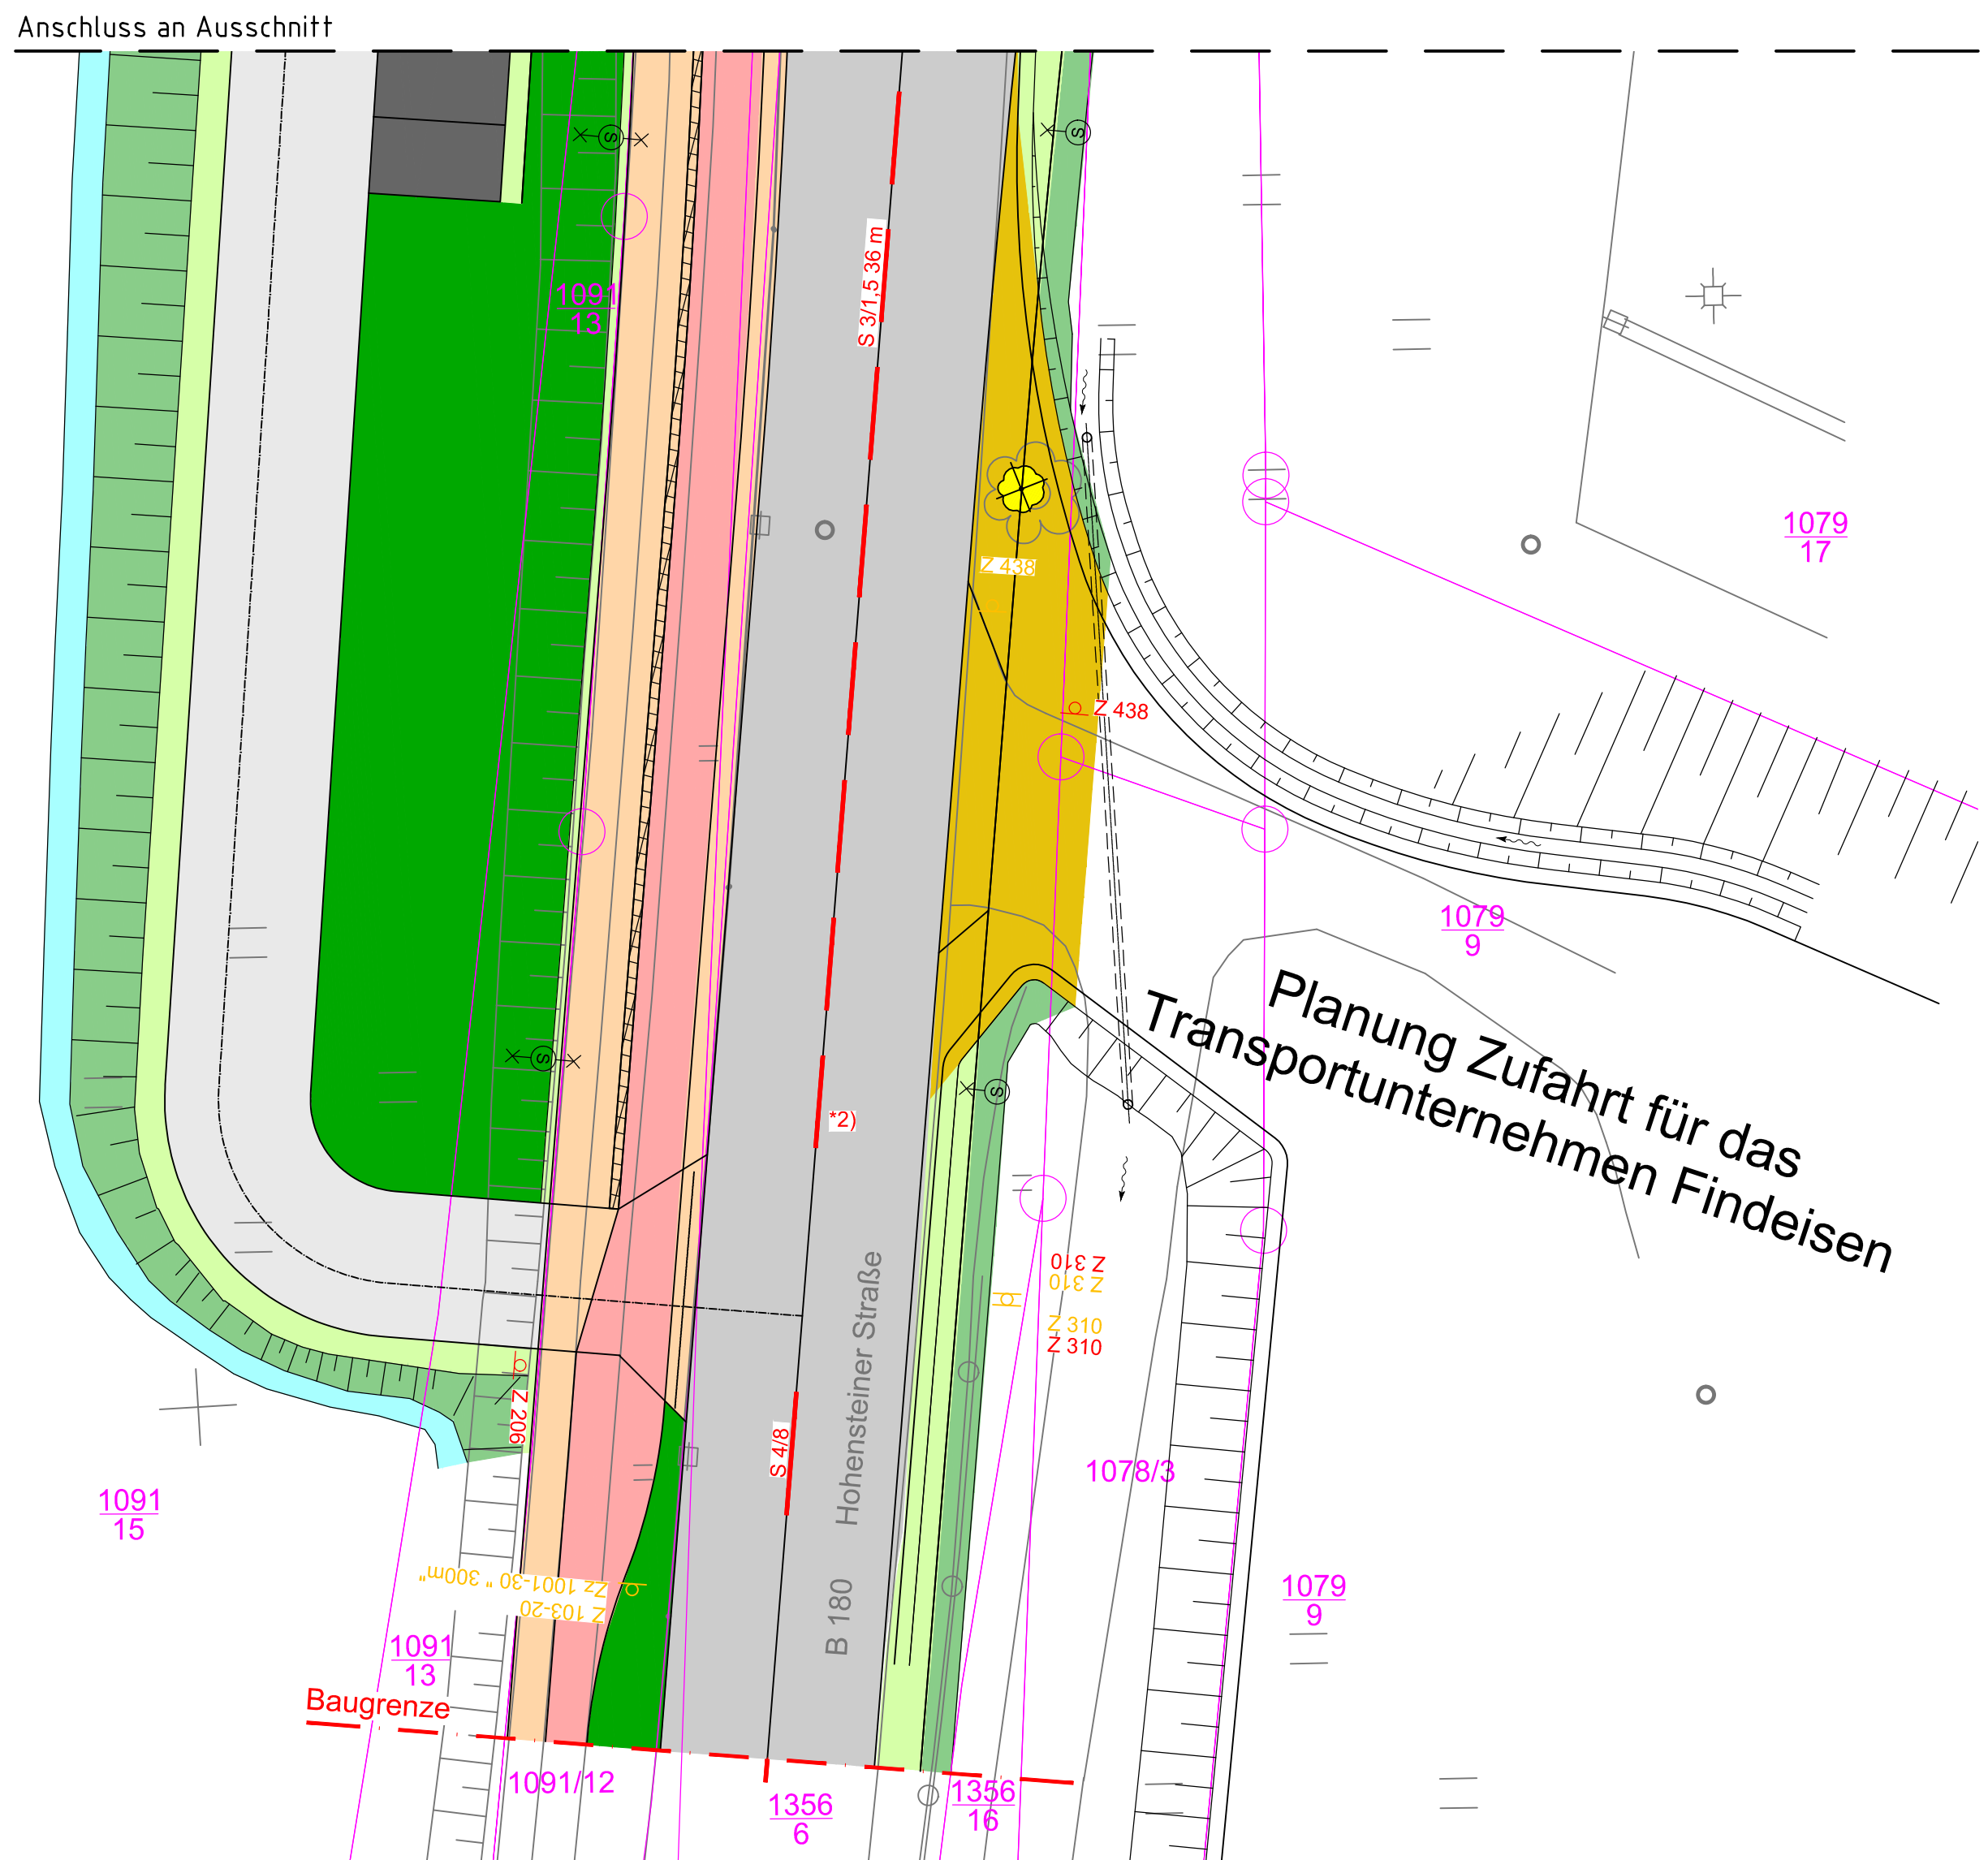 Anschluss an Ausschnitt
S
S
1091
13
S 3/1,5 36 m
Z 438
Z 438
1079
17
1079
9
Planung Zufahrt für das
Transportunternehmen Findeisen
S
S
*2)
Z 310
Z 310
Z 310
Z 310
Z 206
S 4/8
B 180 Hohensteiner Straße
1078/3
1091
15
Zz 1001-30 " 300m"
Z 103-20
1079
9
1091
13
Baugrenze
1091/12
1356
6
1356
16